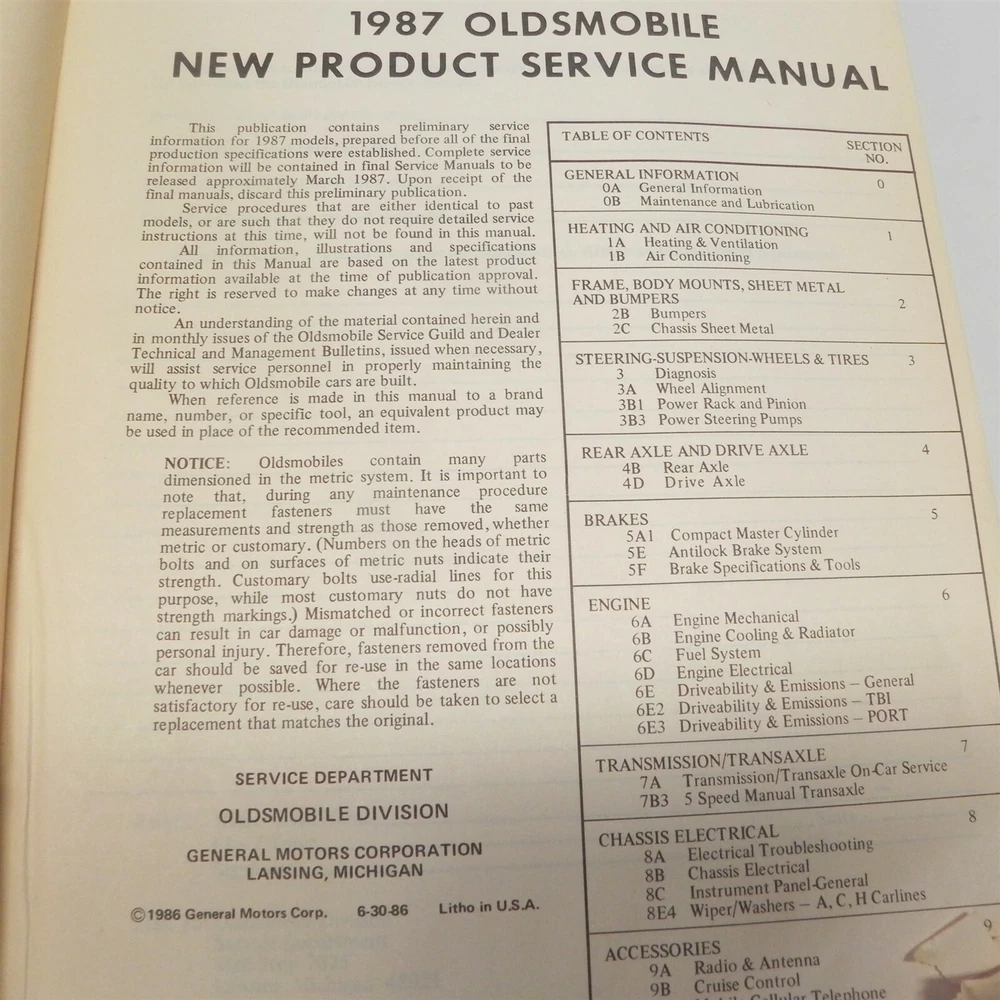 1987 OLDSMOBILE
NEW PRODUCT SERVICE MANUAL
This publication contains preliminary service
information for 1987 models, prepared before all of the final
production specifications were established. Complete service
information will be contained in final Service Manuals to be
released approximately March 1987. Upon receipt of the
final manuals, discard this preliminary publication.
Service procedures that are either identical to past
models, or are such that they do not require detailed service
instructions at this time, will not be found in this manual.
All information, illustrations and specifications
contained in this Manual are based on the latest product
information available at the time of publication approval.
The right is reserved to make changes at any time without
notice.
An understanding of the material contained herein and
in monthly issues of the Oldsmobile Service Guild and Dealer
Technical and Management Bulletins, issued when necessary,
will assist service personnel in properly maintaining the
quality to which Oldsmobile cars are built.
When reference is made in this manual to a brand
name, number, or specific tool, an equivalent product may
be used in place of the recommended item.
NOTICE: Oldsmobiles contain many parts
dimensioned in the metric system. It is important to
note that, during any maintenance procedure
replacement fasteners must have the same
measurements and strength as those removed, whether
metric or customary. (Numbers on the heads of metric
bolts and on surfaces of metric nuts indicate their
strength. Customary bolts use-radial lines for this
purpose, while most customary nuts do not have
strength markings.) Mismatched or incorrect fasteners
can result in car damage or malfunction, or possibly
personal injury. Therefore, fasteners removed from the
car should be saved for re-use in the same locations
whenever possible. Where the fasteners are not
satisfactory for re-use, care should be taken to select a
replacement that matches the original.
SERVICE DEPARTMENT
OLDSMOBILE DIVISION
GENERAL MOTORS CORPORATION
LANSING, MICHIGAN
©1986 General Motors Corp. 6-30-86 Litho in U.S.A.
TABLE OF CONTENTS SECTION
NO.
GENERAL INFORMATION 0
0A General Information
0B Maintenance and Lubrication
HEATING AND AIR CONDITIONING 1
1A Heating & Ventilation
1B Air Conditioning
FRAME, BODY MOUNTS, SHEET METAL
AND BUMPERS 2
2B Bumpers
2C Chassis Sheet Metal
STEERING-SUSPENSION-WHEELS & TIRES 3
3 Diagnosis
3A Wheel Alignment
3B1 Power Rack and Pinion
3B3 Power Steering Pumps
REAR AXLE AND DRIVE AXLE 4
4B Rear Axle
4D Drive Axle
BRAKES 5
5A1 Compact Master Cylinder
5E Antilock Brake System
5F Brake Specifications & Tools
ENGINE 6
6A Engine Mechanical
6B Engine Cooling & Radiator
6C Fuel System
6D Engine Electrical
6E Driveability & Emissions – General
6E2 Driveability & Emissions – TBI
6E3 Driveability & Emissions – PORT
TRANSMISSION/TRANSAXLE 7
7A Transmission/Transaxle On-Car Service
7B3 5 Speed Manual Transaxle
CHASSIS ELECTRICAL 8
8A Electrical Troubleshooting
8B Chassis Electrical
8C Instrument Panel-General
8E4 Wiper/Washers – A, C, H Carlines
ACCESSORIES 9
9A Radio & Antenna
9B Cruise Control
Mobile Cellular Telephone